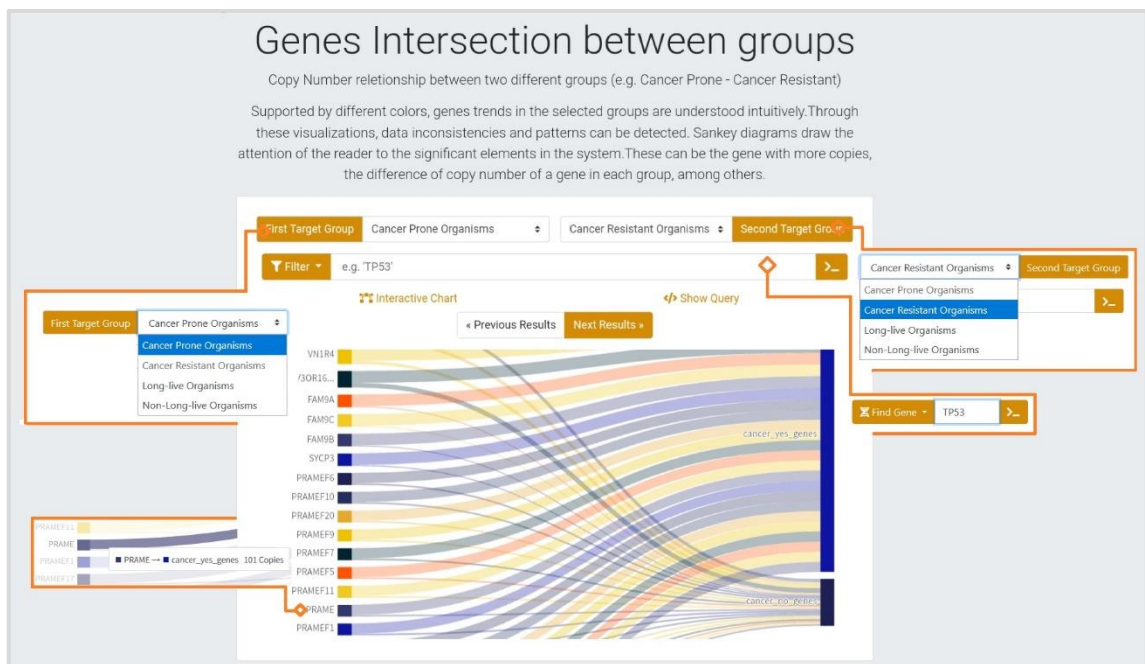 Genes Intersection between groups
Copy Number reletionship between two different groups (e.g. Cancer Prone - Cancer Resistant)
Supported by different colors, genes trends in the selected groups are understood intuitively.Through
these visualizations, data inconsistencies and patterns can be detected. Sankey diagrams draw the
attention of the reader to the significant elements in the system.These can be the gene with more copies,
the difference of copy number of a gene in each group, among others.
First Target Group Cancer Prone Organisms Cancer Resistant Organisms Second Target Group
Filter e.g. 'TP53' >_
Interactive Chart </> Show Query
« Previous Results Next Results »
First Target Group Cancer Prone Organisms
Cancer Prone Organisms
Cancer Resistant Organisms
Long-live Organisms
Non-Long-live Organisms
Cancer Resistant Organisms Second Target Group
Cancer Prone Organisms >_
Cancer Resistant Organisms
Long-live Organisms
Non-Long-live Organisms
Find Gene TP53 >_
VN1R4
/3OR16...
FAM9A
FAM9C
FAM9B
SYCP3
PRAMEF6
PRAMEF10
PRAMEF20
PRAMEF9
PRAMEF7
PRAMEF5
PRAMEF11
PRAME
PRAMEF1
cancer_yes_genes
cancer_no_genes
PRAMEF11
PRAME
PRAMEF1
PRAMEF17
PRAME → cancer_yes_genes 101 Copies